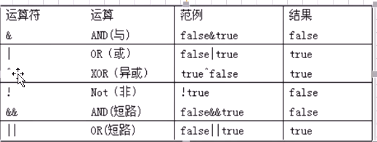 运算符 运算 范例 结果
& AND(与) false&true false
| OR（或） false|true true
^ XOR（异或） true^false true
! Not（非） !true false
&& AND(短路) false&&true false
|| OR(短路) false||true true